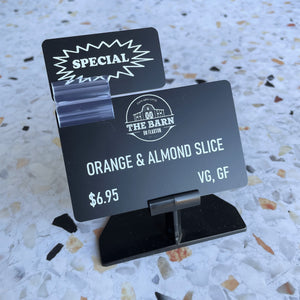 SPECIAL
THE BARN
ON FLAXTON
ORANGE & ALMOND SLICE
$6.95
VG, GF